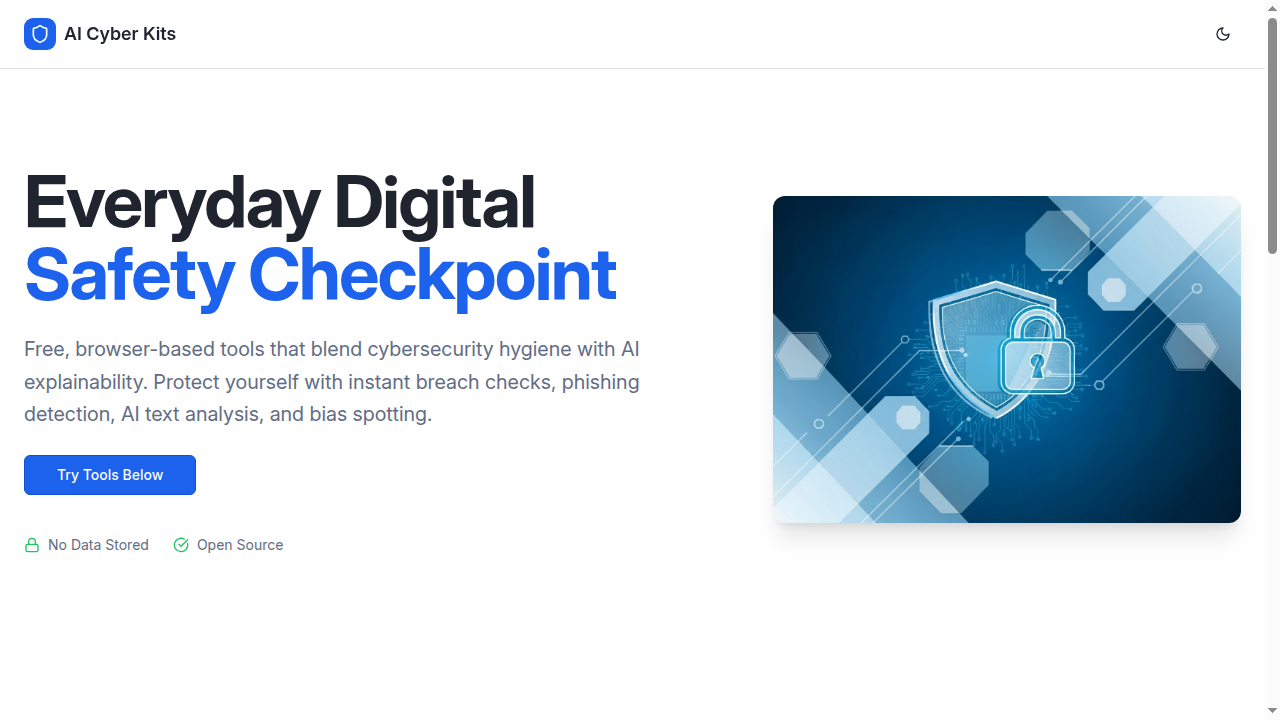 AI Cyber Kits
Everyday Digital
Safety Checkpoint
Free, browser-based tools that blend cybersecurity hygiene with AI
explainability. Protect yourself with instant breach checks, phishing
detection, AI text analysis, and bias spotting.
Try Tools Below
No Data Stored
Open Source